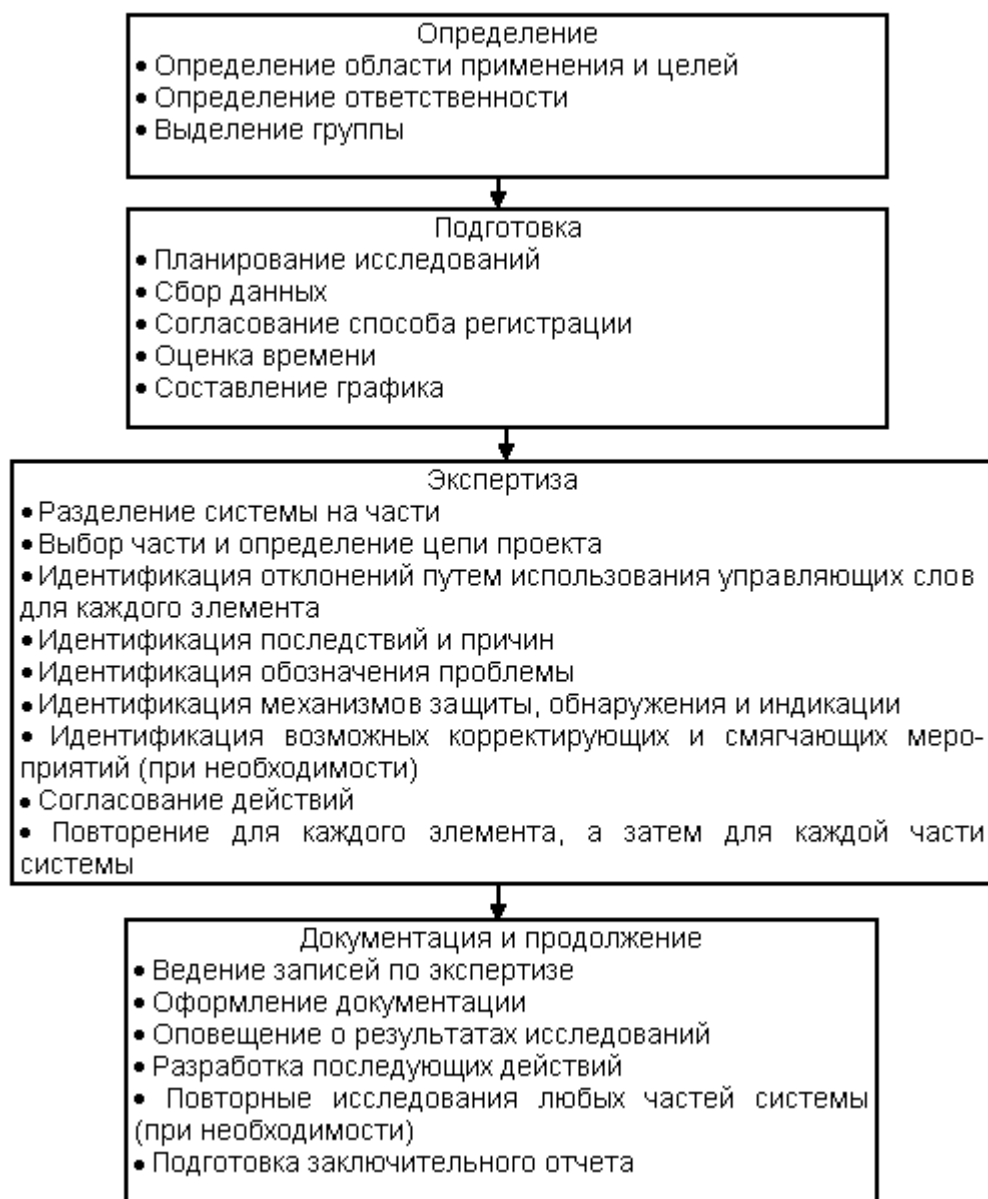 Определение
• Определение области применения и целей
• Определение ответственности
• Выделение группы
Подготовка
• Планирование исследований
• Сбор данных
• Согласование способа регистрации
• Оценка времени
• Составление графика
Экспертиза
• Разделение системы на части
• Выбор части и определение цепи проекта
• Идентификация отклонений путем использования управляющих слов
для каждого элемента
• Идентификация последствий и причин
• Идентификация обозначения проблемы
• Идентификация механизмов защиты, обнаружения и индикации
• Идентификация возможных корректирующих и смягчающих меро-
приятий (при необходимости)
• Согласование действий
• Повторение для каждого элемента, а затем для каждой части
системы
Документация и продолжение
• Ведение записей по экспертизе
• Оформление документации
• Оповещение о результатах исследований
• Разработка последующих действий
• Повторные исследования любых частей системы
(при необходимости)
• Подготовка заключительного отчета